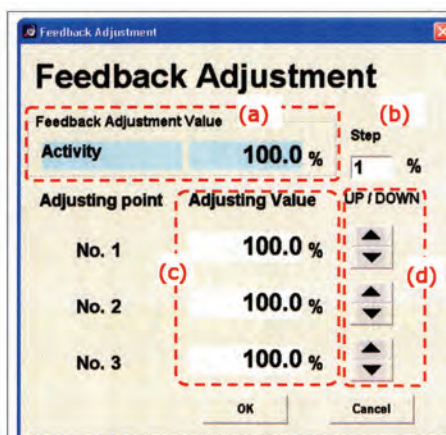 Feedback Adjustment
Feedback Adjustment
Feedback Adjustment Value (a) (b)
Step
Activity 100.0 % 1 %
Adjusting point Adjusting Value UP / DOWN
No. 1 100.0 %
(c) (d)
No. 2 100.0 %
No. 3 100.0 %
OK Cancel